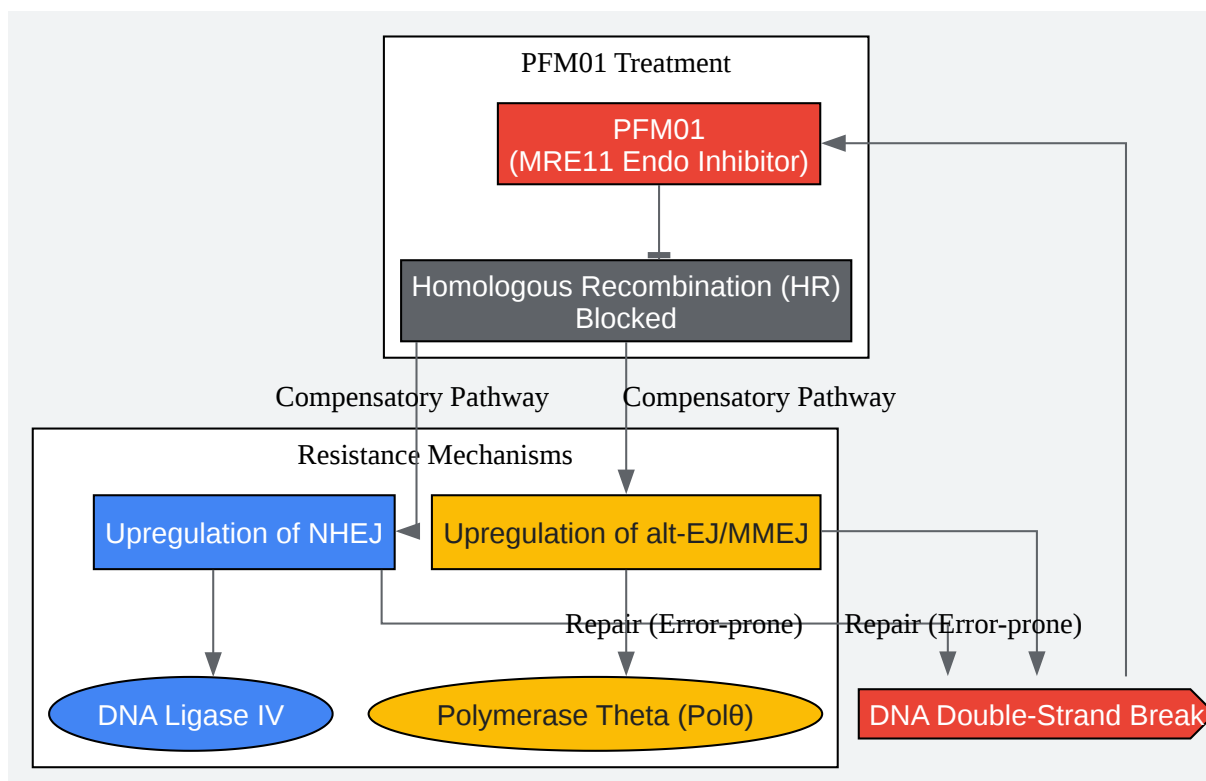 PFM01 Treatment
PFM01
(MRE11 Endo Inhibitor)
Homologous Recombination (HR)
Blocked
Compensatory Pathway
Compensatory Pathway
Resistance Mechanisms
Upregulation of NHEJ
Upregulation of alt-EJ/MMEJ
Repair (Error-prone)
Repair (Error-prone)
DNA Ligase IV
Polymerase Theta (Polθ)
DNA Double-Strand Break